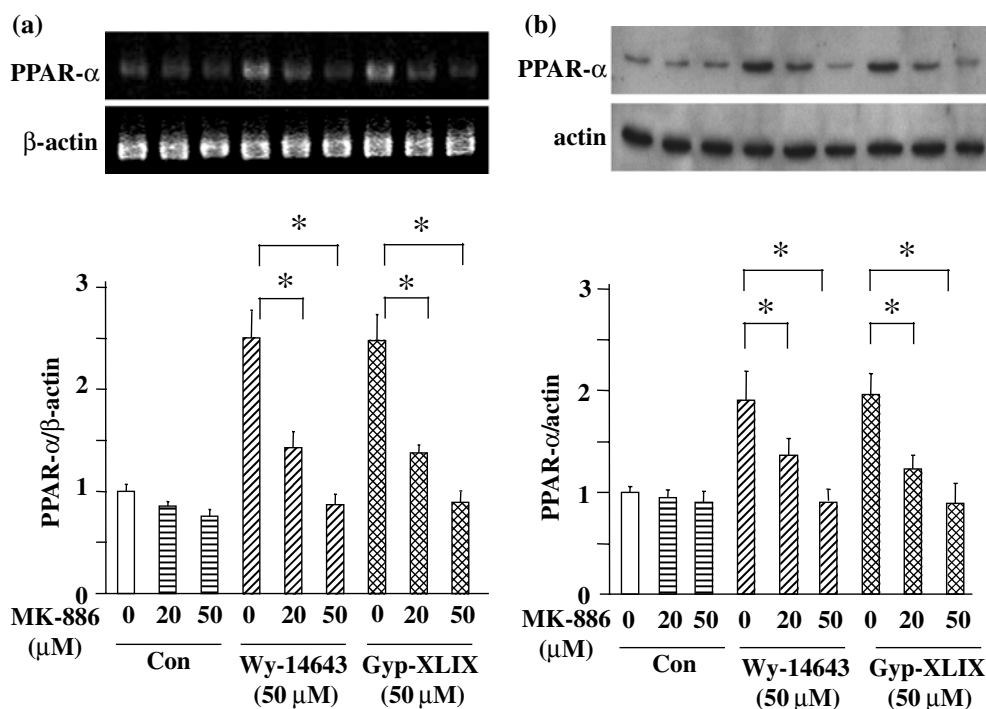 (a)
PPAR-α
β-actin
* *
* *
PPAR-α/β-actin
3
2
1
0
MK-886 0 20 50 0 20 50 0 20 50
(μM)
Con Wy-14643 Gyp-XLIX
(50 μM) (50 μM)
(b)
PPAR-α
actin
* *
* *
PPAR-α/actin
3
2
1
0
MK-886 0 20 50 0 20 50 0 20 50
(μM)
Con Wy-14643 Gyp-XLIX
(50 μM) (50 μM)